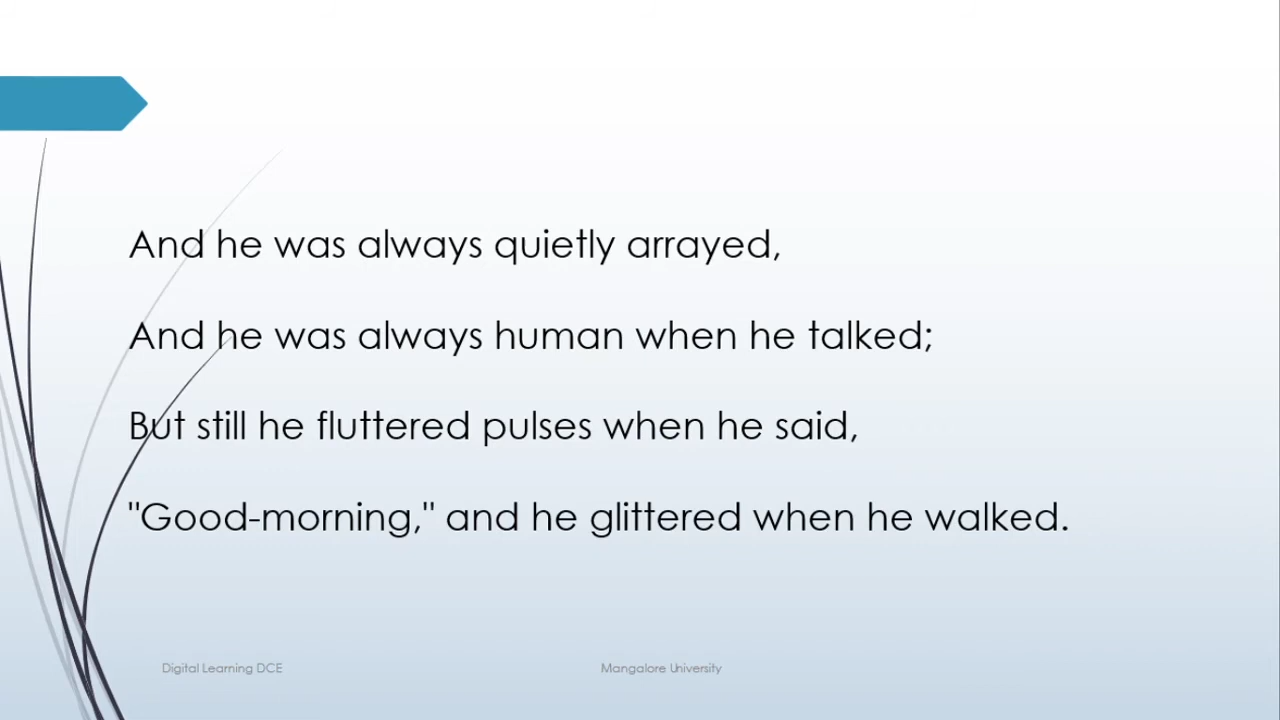 And he was always quietly arrayed,
And he was always human when he talked;
But still he fluttered pulses when he said,
"Good-morning," and he glittered when he walked.
Digital Learning DCE
Mangalore University